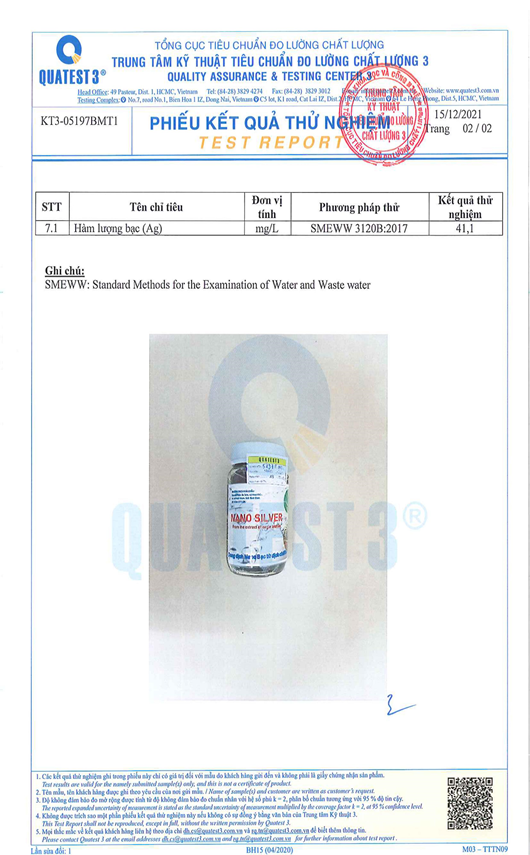 TỔNG CỤC TIÊU CHUẨN ĐO LƯỜNG CHẤT LƯỢNG
TRUNG TÂM KỸ THUẬT TIÊU CHUẨN ĐO LƯỜNG CHẤT LƯỢNG 3
QUALITY ASSURANCE & TESTING CENTER 3
QUATEST 3®
Head Office: 49 Pasteur, Dist. 1, HCMC, Vietnam Tel: (84-28) 3829 4274 Fax: (84-28) 3829 3012 Website: www.quatest3.com.vn
Testing Complex: No.7, road No.1, Bien Hoa 1 IZ, Dong Nai, Vietnam C5 lot, K1 road, Cat Lai IZ, Dist 5, HCMC, Vietnam
KT3-05197BMT1
PHIẾU KẾT QUẢ THỬ NGHIỆM
TEST REPORT
15/12/2021
Trang 02 / 02
TRUNG TÂM
KỸ THUẬT
CHẤT LƯỢNG 3
STT Tên chỉ tiêu Đơn vị tính Phương pháp thử Kết quả thử nghiệm
7.1 Hàm lượng bạc (Ag) mg/L SMEWW 3120B:2017 41,1
Ghi chú:
SMEWW: Standard Methods for the Examination of Water and Waste water
QUATEST 3
NANO SILVER
QUATEST 3®
1. Các kết quả thử nghiệm ghi trong phiếu này chỉ có giá trị đối với mẫu do khách hàng gửi đến và không phải là giấy chứng nhận sản phẩm.
Test results are valid for the namely submitted sample(s) only, and this is not a certificate of product.
2. Tên mẫu, tên khách hàng được ghi theo yêu cầu của nơi gửi mẫu. / Name of sample(s) and customer are written as customer's request.
3. Độ không đảm bảo đo mở rộng được tính từ độ không đảm bảo chuẩn nhân với hệ số phủ k = 2, phân bố chuẩn tương ứng với 95 % độ tin cậy.
The reported expanded uncertainty of measurement is stated as the standard uncertainty of measurement multiplied by the coverage factor k = 2, at 95% confidence level.
4. Không được trích sao một phần phiếu kết quả thử nghiệm này nếu không có sự đồng ý bằng văn bản của Trung tâm Kỹ thuật 3.
This Test Report shall not be reproduced, except in full, without the written permission by Quatest 3.
5. Mọi thắc mắc về kết quả khách hàng liên hệ theo địa chỉ dh.cs@quatest3.com.vn và sg.tn@quatest3.com.vn để biết thêm thông tin.
Please contact Quatest 3 at the email addresses dh.cs@quatest3.com.vn and sg.tn@quatest3.com.vn for further information about test report.
Lần sửa đổi: 1 BH15 (04/2020) M03 – TTTN09